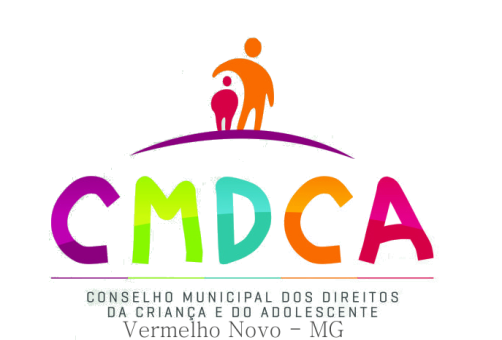 CMDCA
CONSELHO MUNICIPAL DOS DIREITOS
DA CRIANÇA E DO ADOLESCENTE
Vermelho Novo - MG